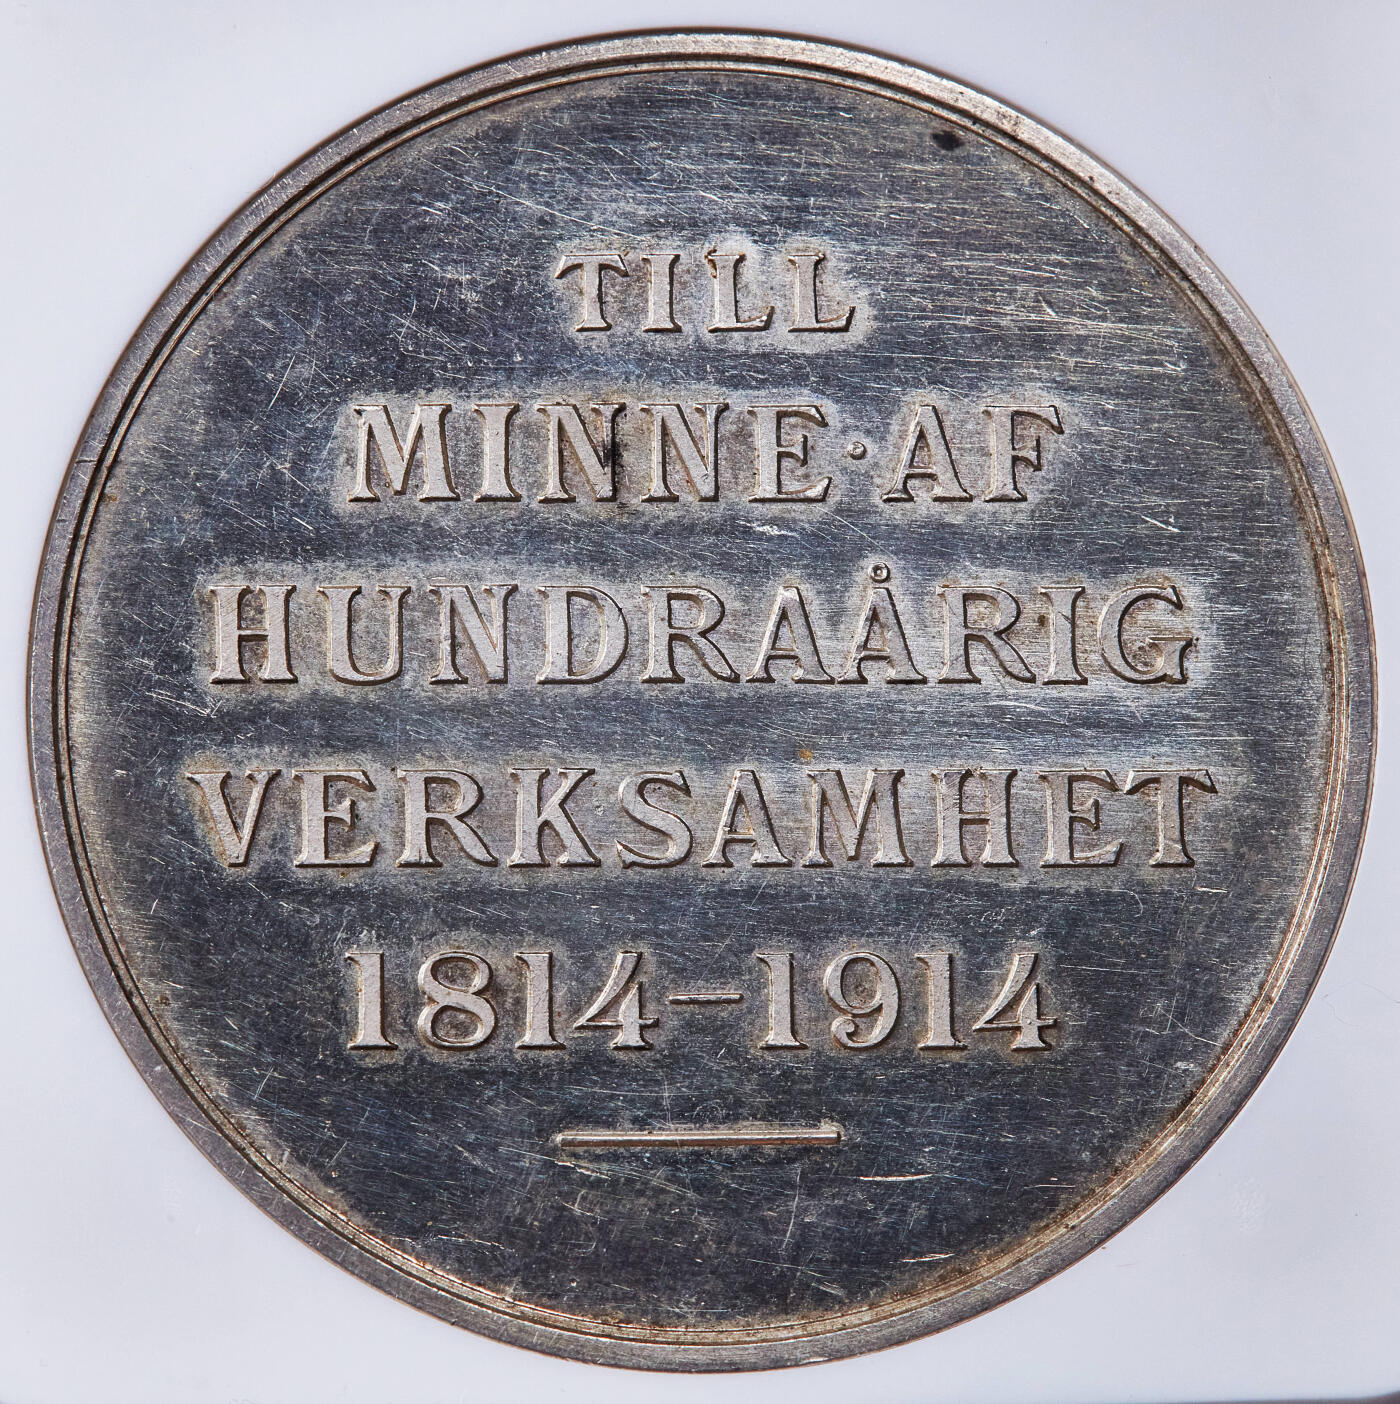 TILL
MINNE·AF
HUNDRAÅRIG
VERKSAMHET
1814–1914